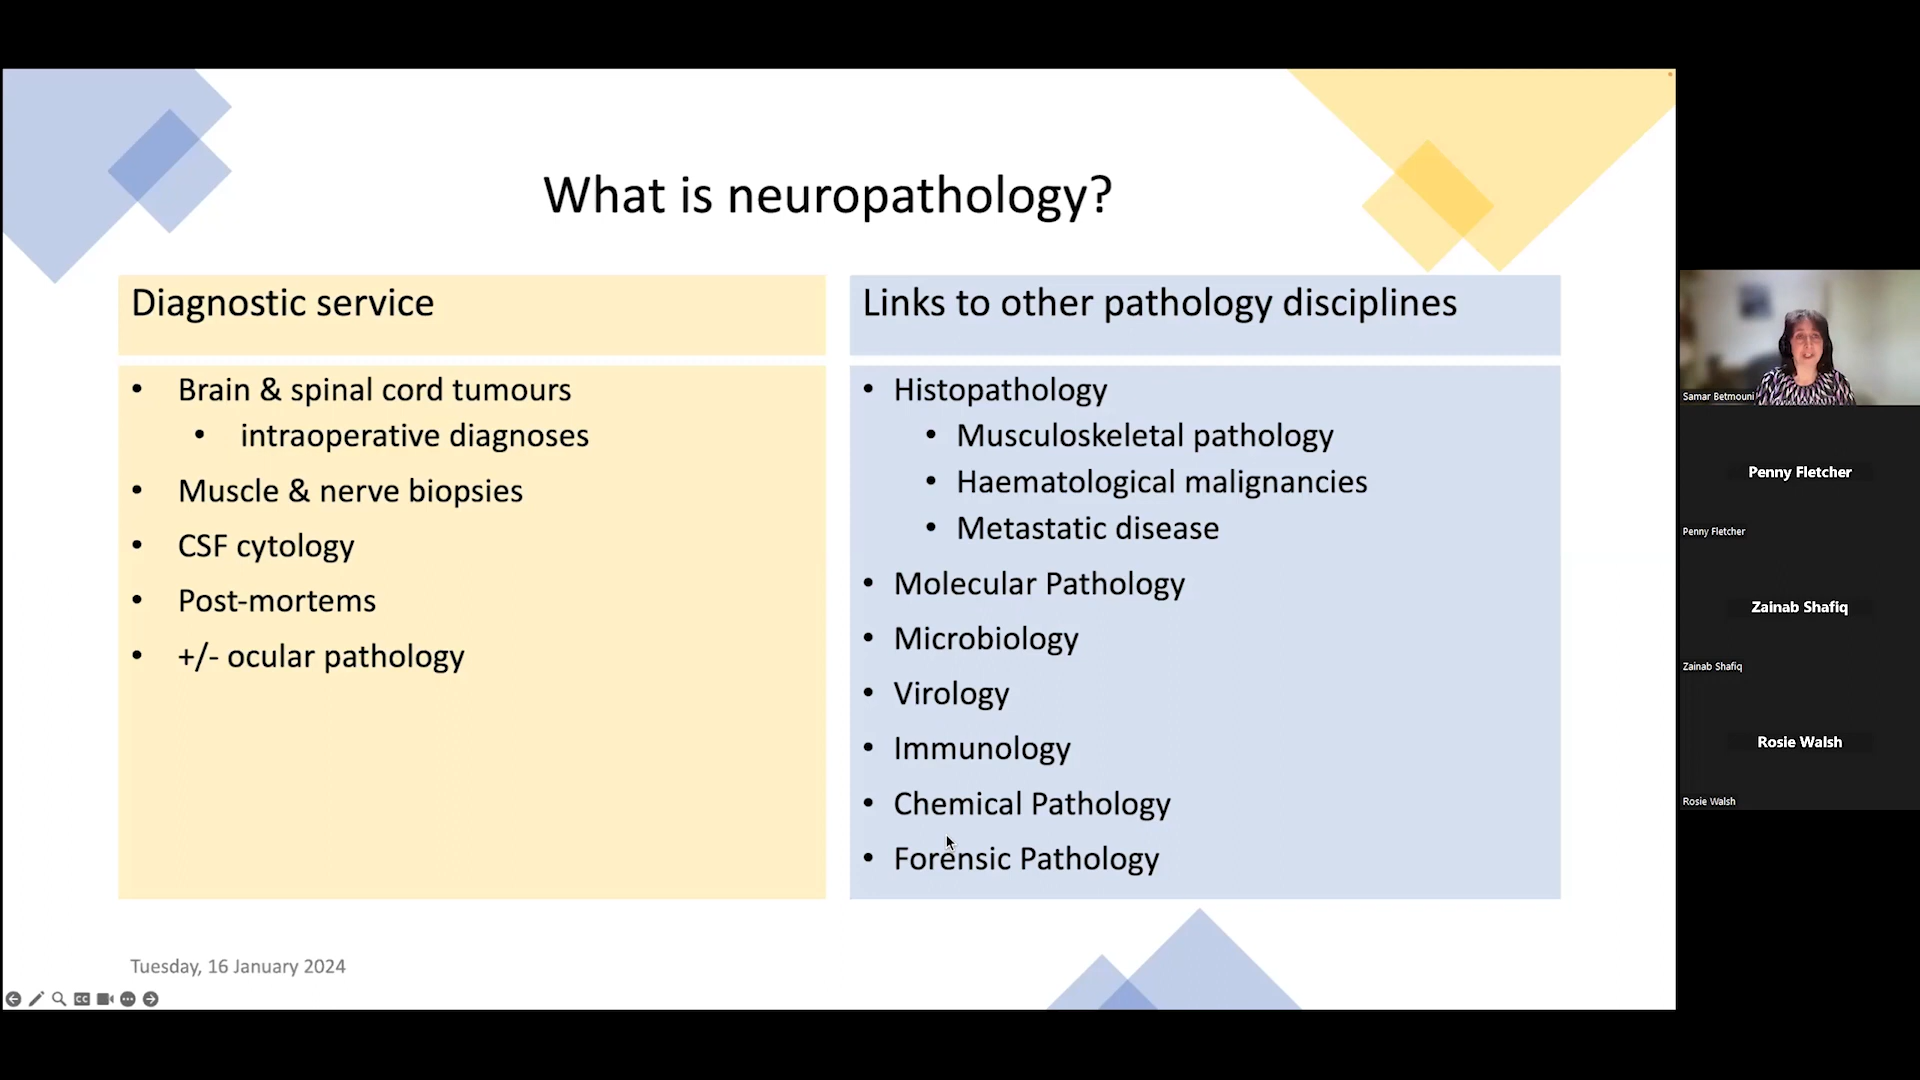 What is neuropathology?
Diagnostic service
• Brain & spinal cord tumours
• intraoperative diagnoses
• Muscle & nerve biopsies
• CSF cytology
• Post-mortems
• +/- ocular pathology
Links to other pathology disciplines
• Histopathology
• Musculoskeletal pathology
• Haematological malignancies
• Metastatic disease
• Molecular Pathology
• Microbiology
• Virology
• Immunology
• Chemical Pathology
• Forensic Pathology
Tuesday, 16 January 2024
CC
Samar Betmouni
Penny Fletcher
Penny Fletcher
Zainab Shafiq
Zainab Shafiq
Rosie Walsh
Rosie Walsh